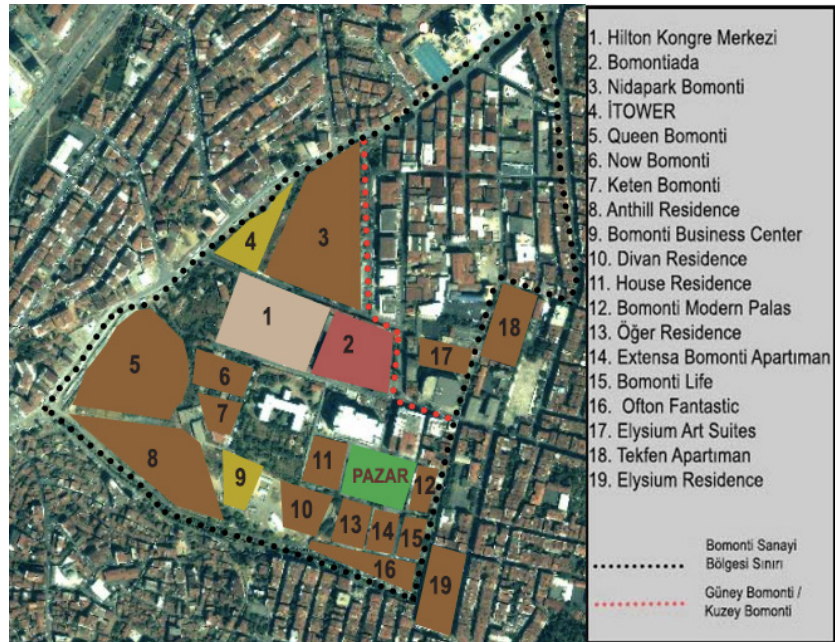 1. Hilton Kongre Merkezi
2. Bomontiada
3. Nidapark Bomonti
4. İTOWER
5. Queen Bomonti
6. Now Bomonti
7. Keten Bomonti
8. Anthill Residence
9. Bomonti Business Center
10. Divan Residence
11. House Residence
12. Bomonti Modern Palas
13. Öğer Residence
14. Extensa Bomonti Apartıman
15. Bomonti Life
16. Ofton Fantastic
17. Elysium Art Suites
18. Tekfen Apartıman
19. Elysium Residence
Bomonti Sanayi
Bölgesi Sınırı
Güney Bomonti /
Kuzey Bomonti
4
3
1
2
18
17
5
6
7
8
9
11
PAZAR
12
10
13
14
15
16
19